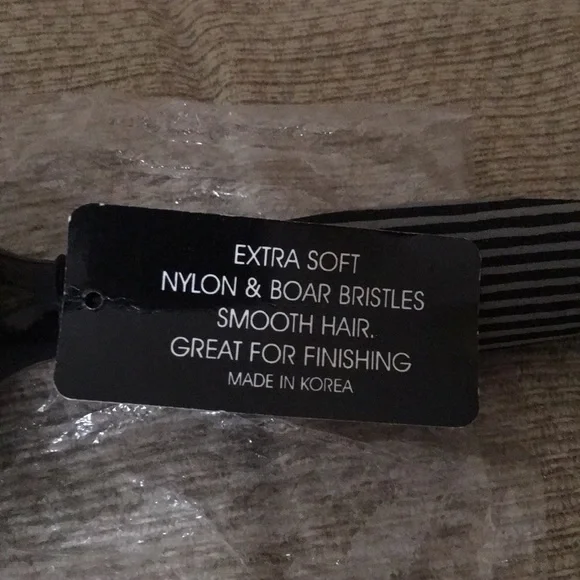 EXTRA SOFT
NYLON & BOAR BRISTLES
SMOOTH HAIR.
GREAT FOR FINISHING
MADE IN KOREA